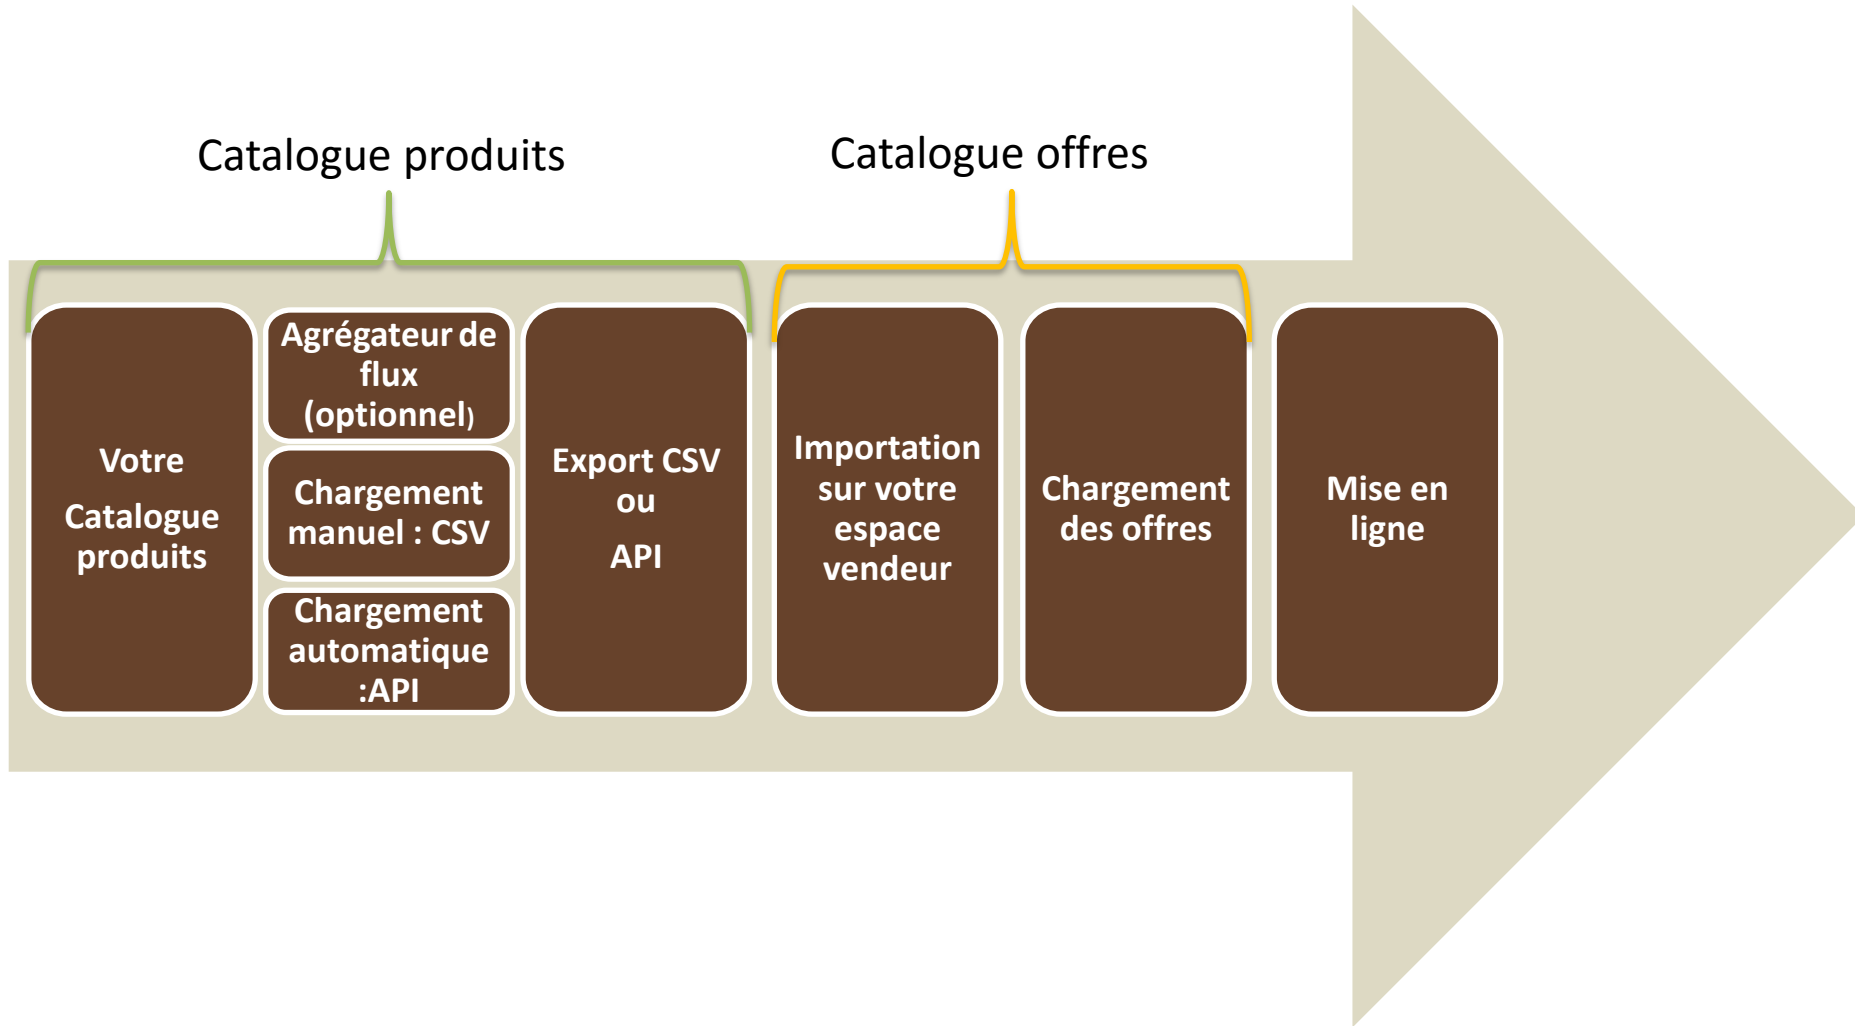 Catalogue produits
Catalogue offres
Votre
Catalogue
produits
Agrégateur de
flux
(optionnel)
Chargement
manuel : CSV
Chargement
automatique
:API
Export CSV
ou
API
Importation
sur votre
espace
vendeur
Chargement
des offres
Mise en
ligne